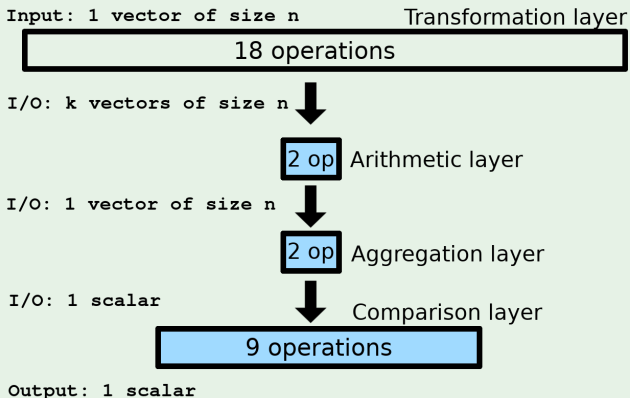 Input: 1 vector of size n
Transformation layer
18 operations
I/O: k vectors of size n
2 op
Arithmetic layer
I/O: 1 vector of size n
2 op
Aggregation layer
I/O: 1 scalar
Comparison layer
9 operations
Output: 1 scalar